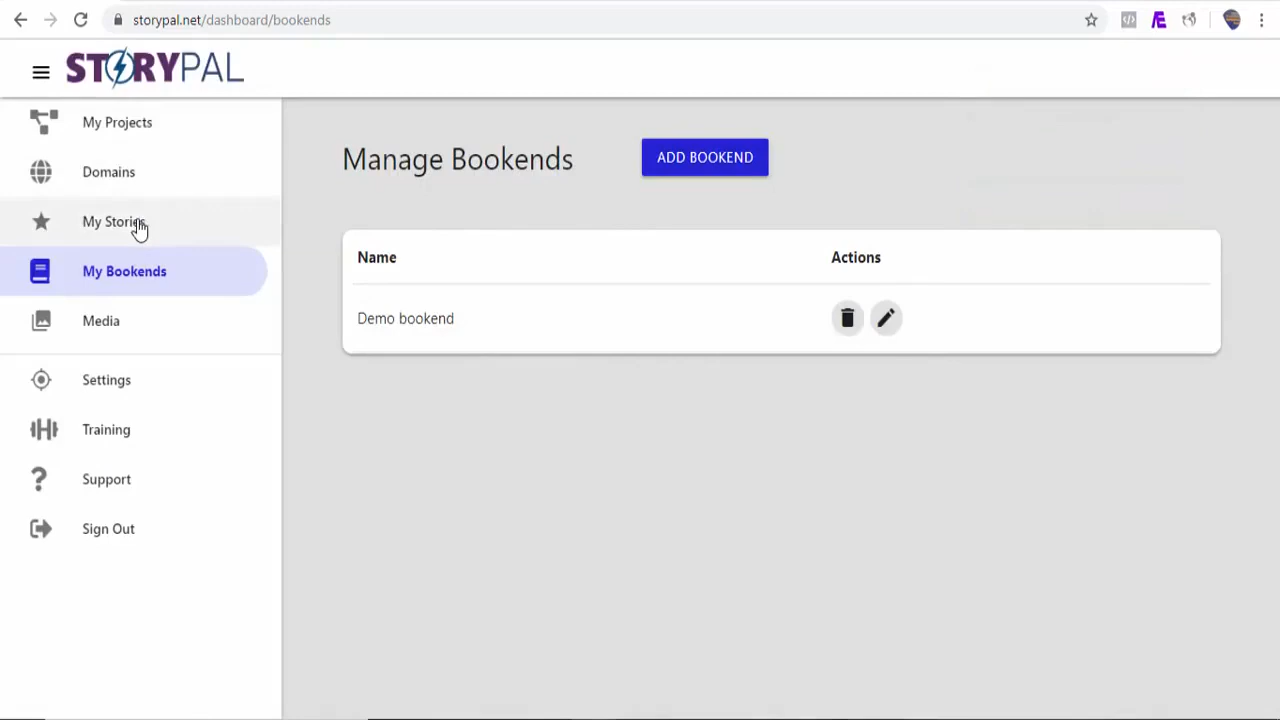 storypal.net/dashboard/bookends
STORYPAL
My Projects
Domains
My Stories
My Bookends
Media
Settings
Training
Support
Sign Out
Manage Bookends
ADD BOOKEND
Name Actions
Demo bookend